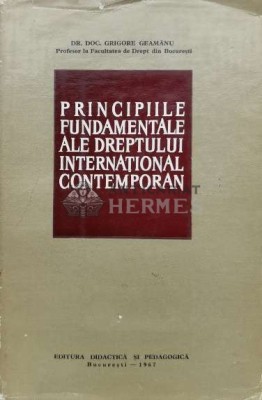 DR. DOC. GRIGORE GEAMĂNU
Profesor la Facultatea de Drept din București
PRINCIPIILE
FUNDAMENTALE
ALE DREPTULUI
INTERNAȚIONAL
CONTEMPORAN
HERMES
EDITURA DIDACTICĂ ȘI PEDAGOGICĂ
București — 1967